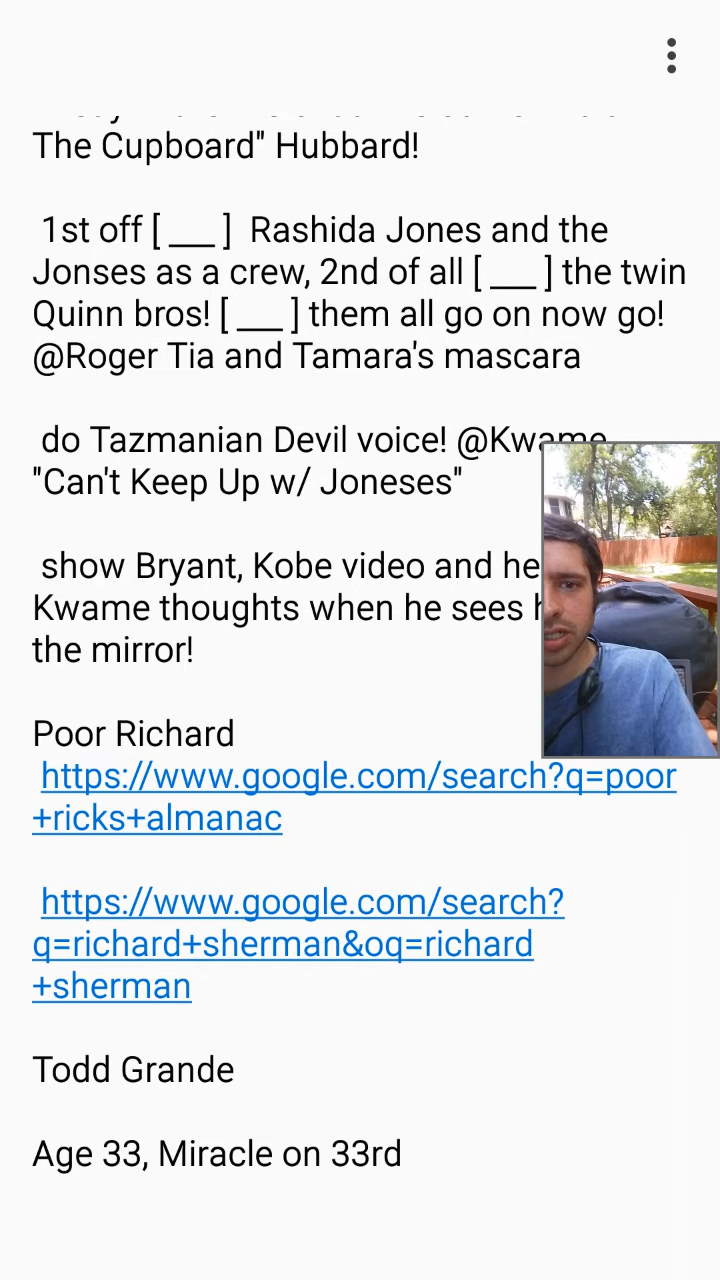 The Cupboard" Hubbard!
1st off [ ___ ]  Rashida Jones and the
Jonses as a crew, 2nd of all [ ___ ] the twin
Quinn bros! [ ___ ] them all go on now go!
@Roger Tia and Tamara's mascara
do Tazmanian Devil voice! @Kwame
"Can't Keep Up w/ Joneses"
show Bryant, Kobe video and he
Kwame thoughts when he sees
the mirror!
Poor Richard
https://www.google.com/search?q=poor
+ricks+almanac
https://www.google.com/search?
q=richard+sherman&oq=richard
+sherman
Todd Grande
Age 33, Miracle on 33rd